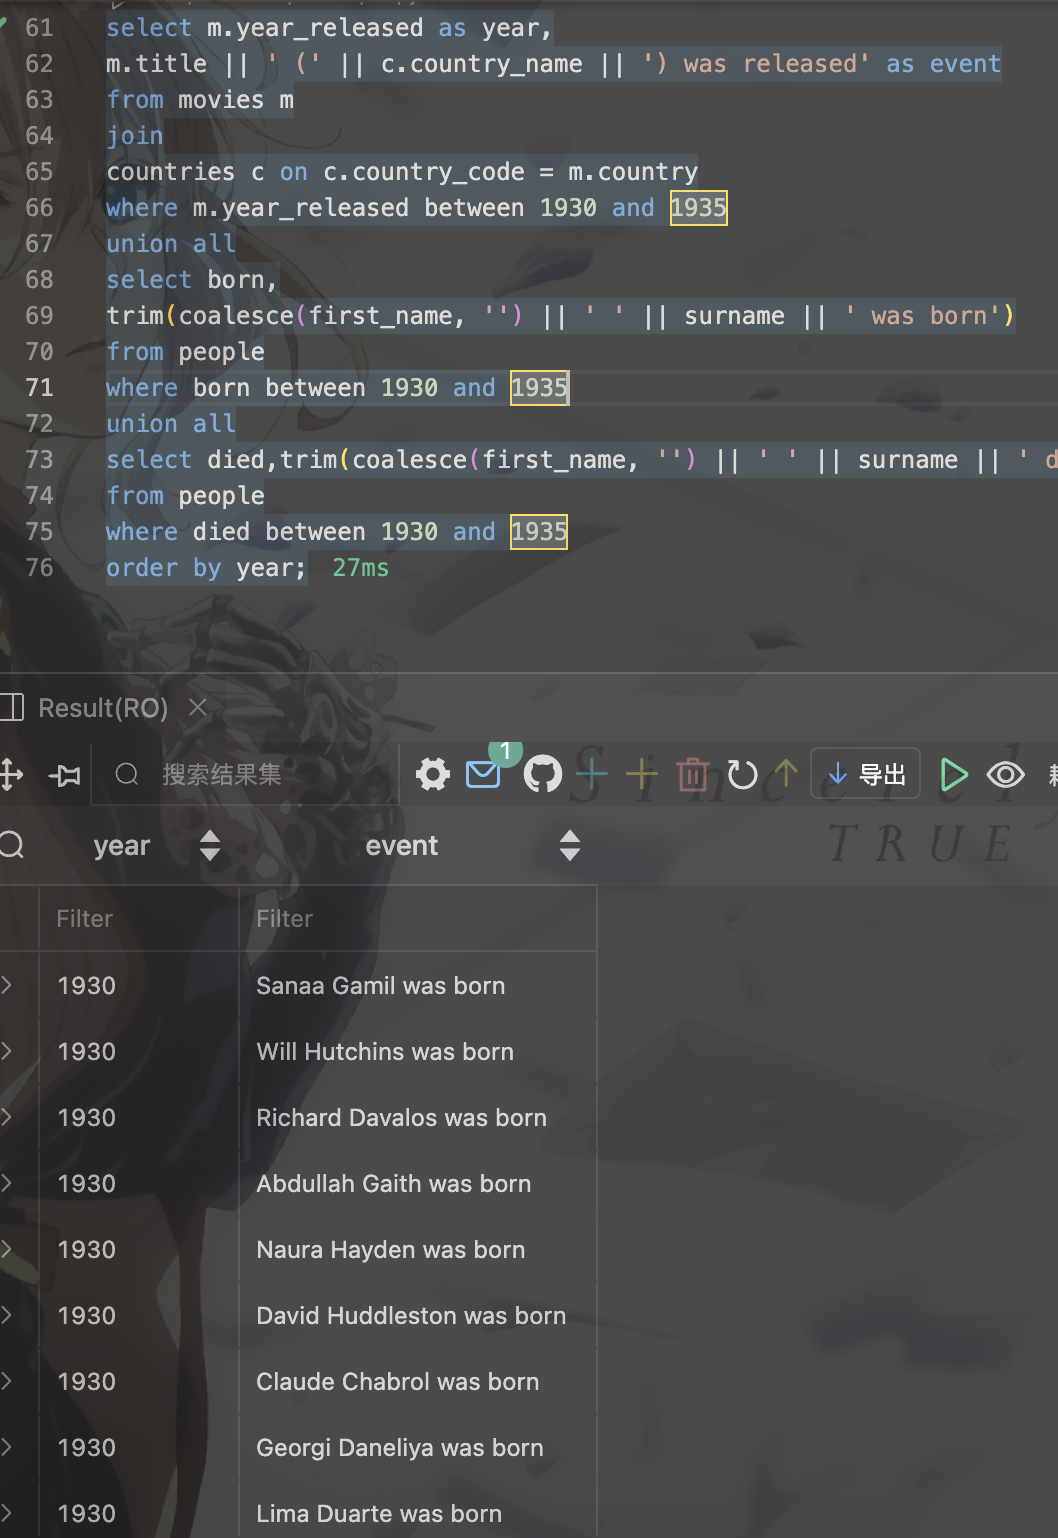 61 select m.year_released as year,
62 m.title || ' (' || c.country_name || ') was released' as event
63 from movies m
64 join
65 countries c on c.country_code = m.country
66 where m.year_released between 1930 and 1935
67 union all
68 select born,
69 trim(coalesce(first_name, '') || ' ' || surname || ' was born')
70 from people
71 where born between 1930 and 1935
72 union all
73 select died,trim(coalesce(first_name, '') || ' ' || surname || ' d
74 from people
75 where died between 1930 and 1935
76 order by year; 27ms
Result(RO)
搜索结果集 1 导出
Sincerel
TRUE
year event
Filter Filter
1930 Sanaa Gamil was born
1930 Will Hutchins was born
1930 Richard Davalos was born
1930 Abdullah Gaith was born
1930 Naura Hayden was born
1930 David Huddleston was born
1930 Claude Chabrol was born
1930 Georgi Daneliya was born
1930 Lima Duarte was born